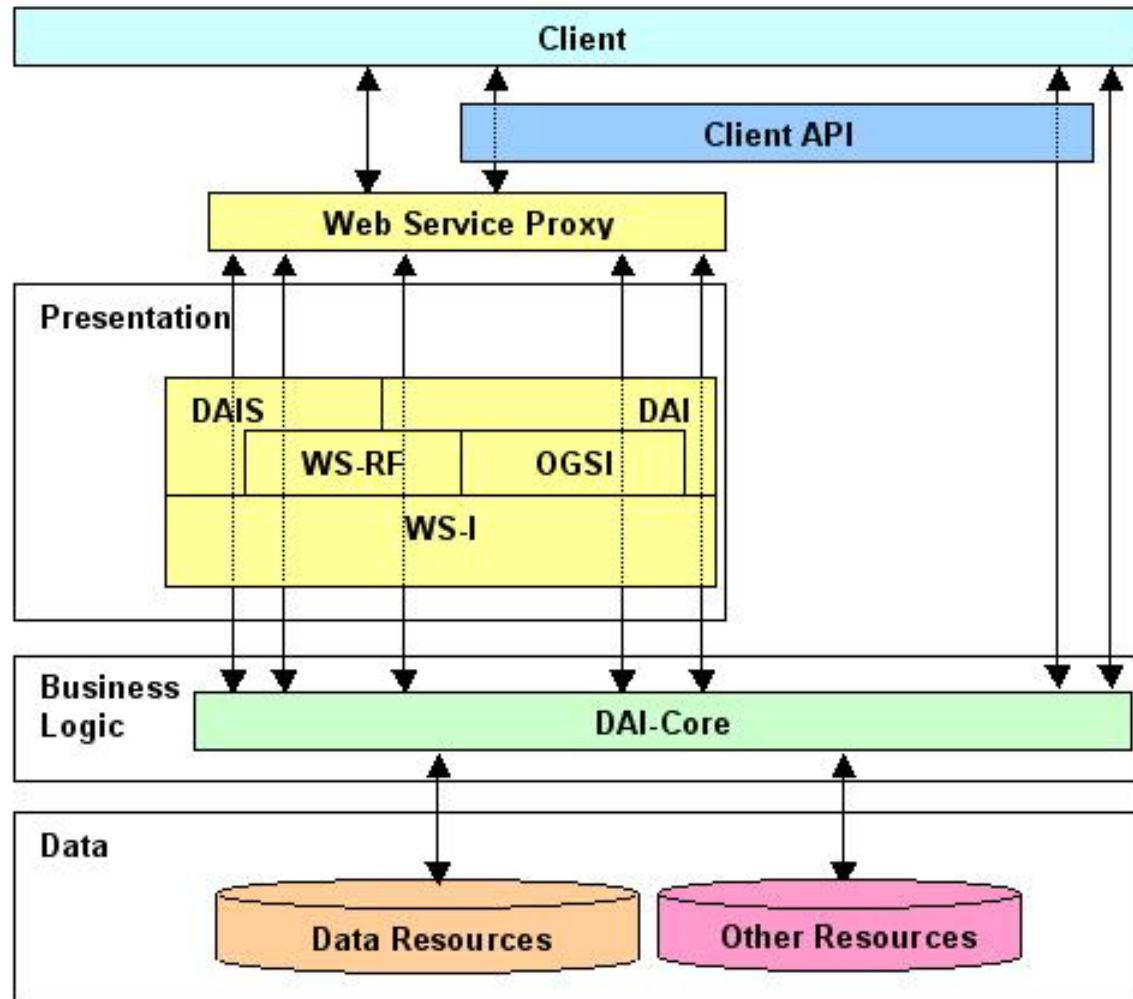 Client
Client API
Web Service Proxy
Presentation
DAIS
DAI
WS-RF
OGSI
WS-I
Business
Logic
DAI-Core
Data
Data Resources
Other Resources